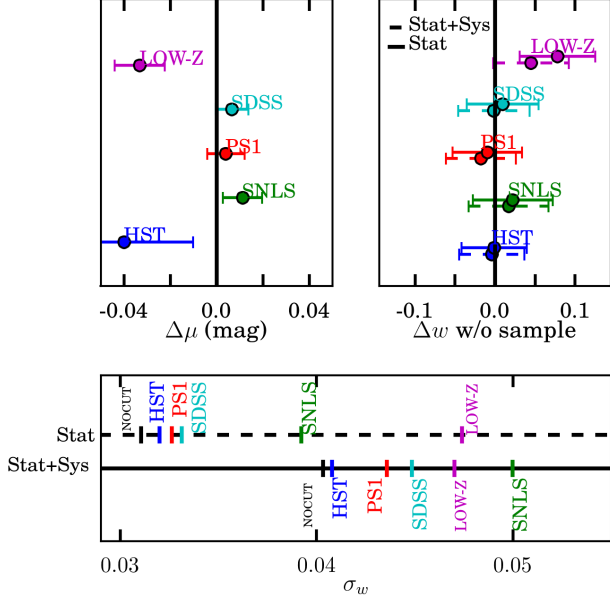 LOW-Z
SDSS
PS1
SNLS
HST
-0.04 0.0 0.04
Δμ (mag)
Stat+Sys
Stat
LOW-Z
SDSS
PS1
SNLS
HST
-0.1 0.0 0.1
Δw w/o sample
NOCUT HST PS1 SDSS SNLS LOW-Z
Stat
Stat+Sys
NOCUT HST PS1 SDSS LOW-Z SNLS
0.03 0.04 0.05
σw